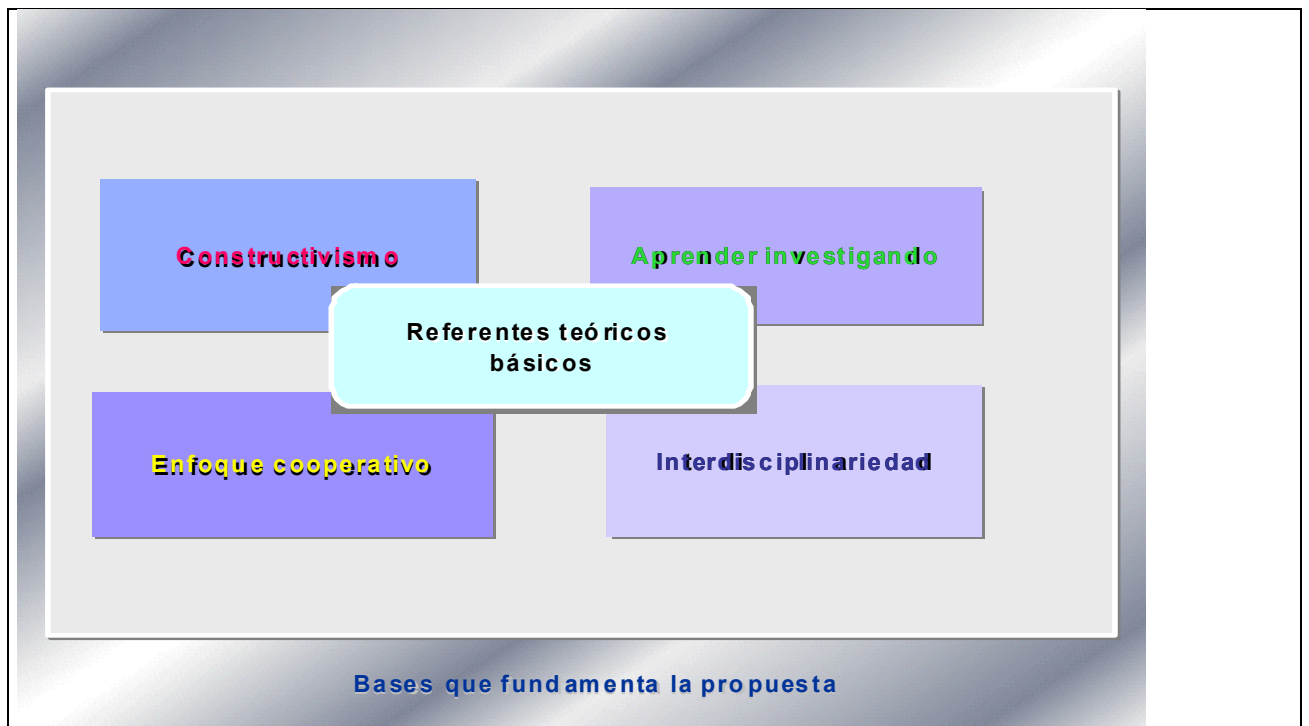 Constructivismo
Aprender investigando
Referentes teóricos
básicos
Enfoque cooperativo
Interdisciplinariedad
Bases que fundamenta la propuesta